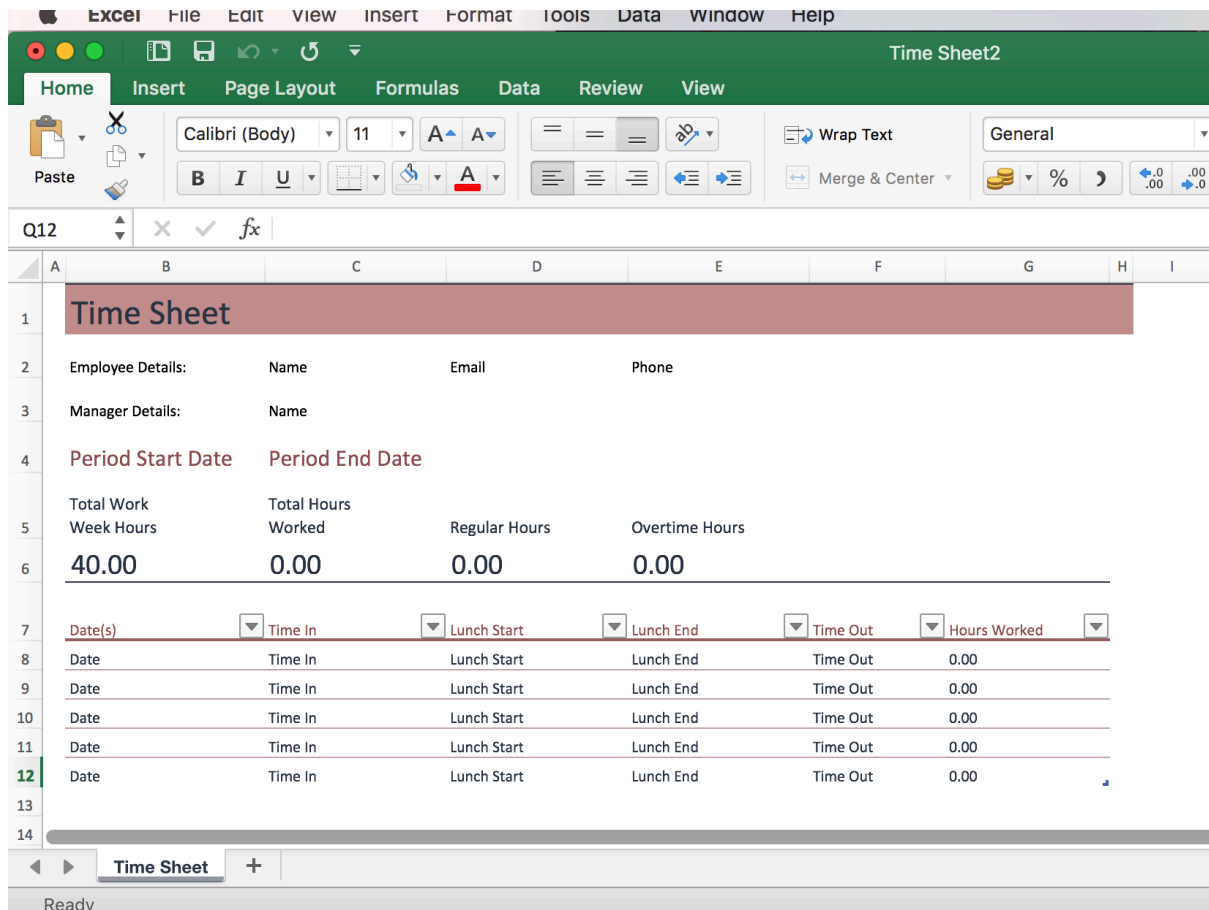 Excel File Edit View Insert Format Tools Data Window Help
Time Sheet2
Home Insert Page Layout Formulas Data Review View
Calibri (Body) 11 A A Wrap Text General
Paste B I U A Merge & Center % .0 .00 .00 .0
Q12 fx
A B C D E F G H I
1 Time Sheet
2 Employee Details: Name Email Phone
3 Manager Details: Name
4 Period Start Date Period End Date
Total Work Total Hours
5 Week Hours Worked Regular Hours Overtime Hours
6 40.00 0.00 0.00 0.00
7 Date(s) Time In Lunch Start Lunch End Time Out Hours Worked
8 Date Time In Lunch Start Lunch End Time Out 0.00
9 Date Time In Lunch Start Lunch End Time Out 0.00
10 Date Time In Lunch Start Lunch End Time Out 0.00
11 Date Time In Lunch Start Lunch End Time Out 0.00
12 Date Time In Lunch Start Lunch End Time Out 0.00
13
14
Time Sheet +
Ready